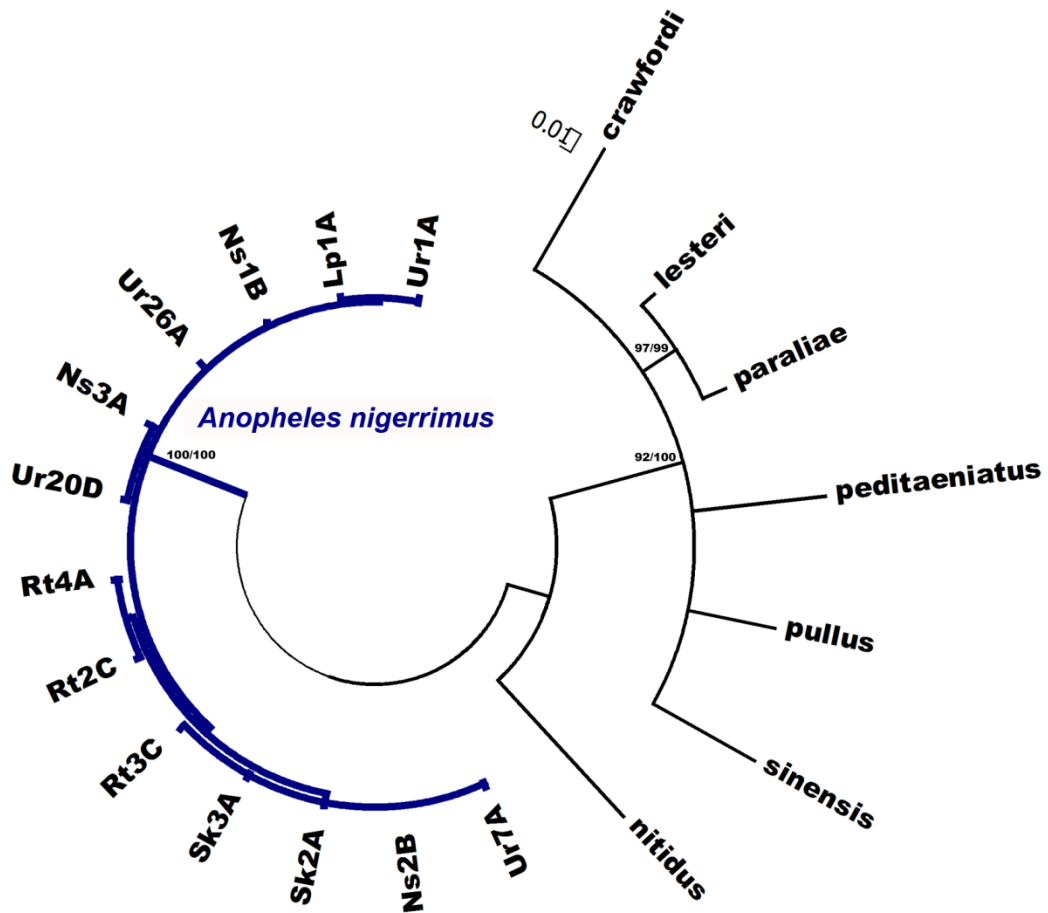 crawfordi
0.01
lesteri
97/99
paraliae
92/100
peditaeniatus
pullus
sinensis
nitidus
Ur1A
Lp1A
Ns1B
Ur26A
Ns3A
Anopheles nigerrimus
100/100
Ur20D
Rt4A
Rt2C
Rt3C
Sk3A
Sk2A
Ns2B
Ur7A